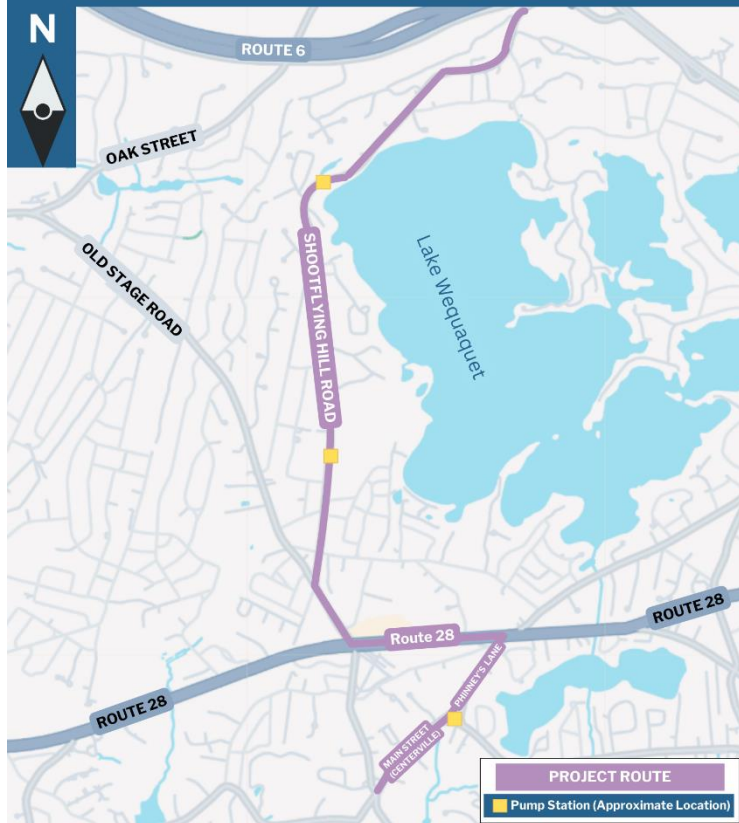 N
ROUTE 6
OAK STREET
OLD STAGE ROAD
SHOOTFLYING HILL ROAD
Lake Wequaquet
ROUTE 28
Route 28
ROUTE 28
PHINNEY'S LANE
MAIN STREET
(CENTERVILLE)
PROJECT ROUTE
Pump Station (Approximate Location)